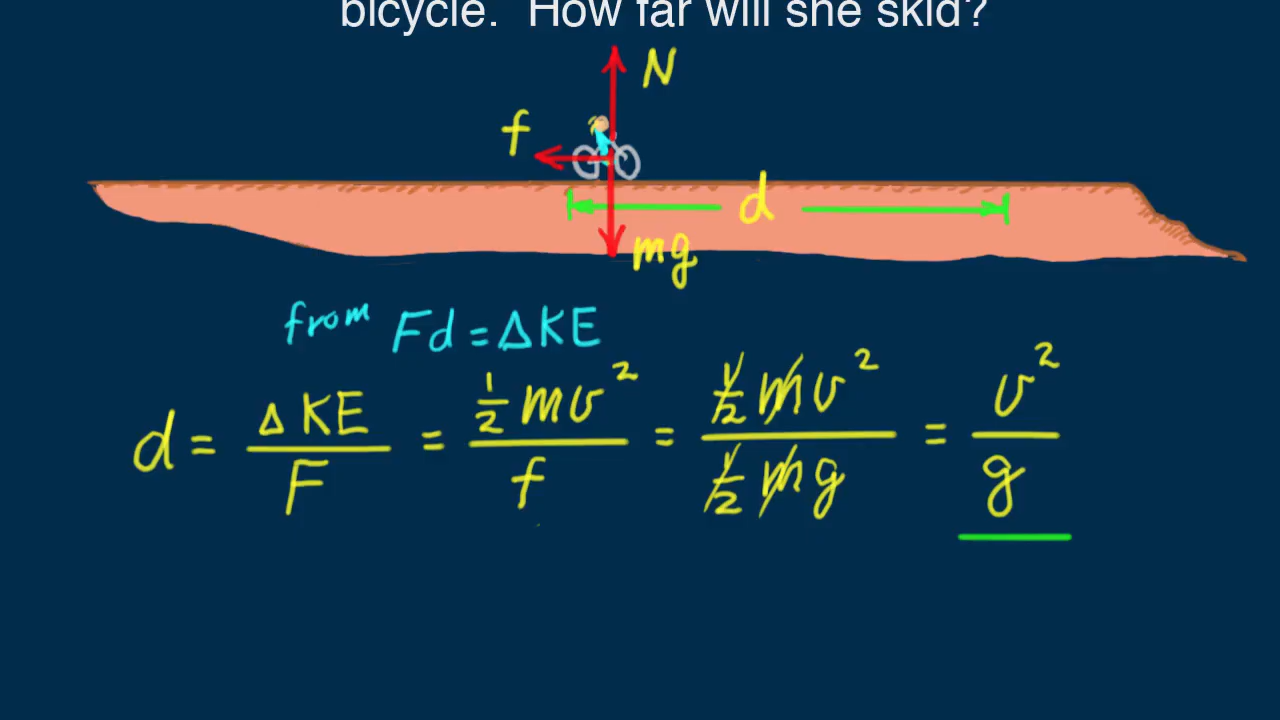 bicycle. How far will she skid?
N
f
d
mg
from Fd = ΔKE
d = ΔKE/F = ½mv²/f = ½mv²/½mg = v²/g